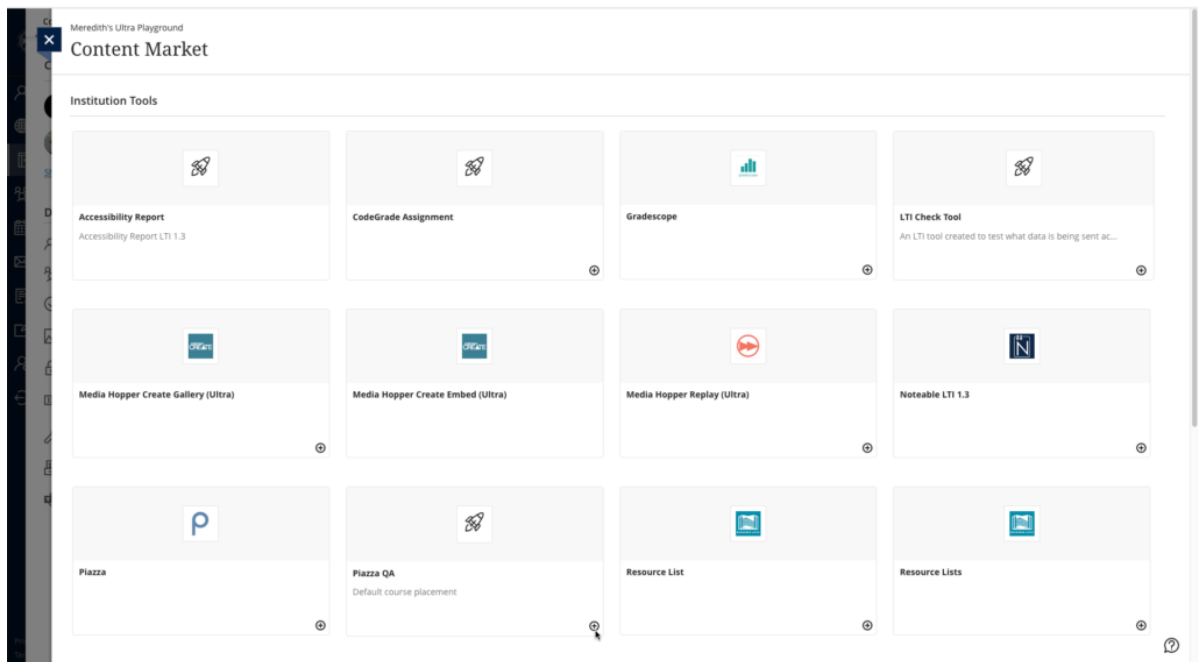 Meredith's Ultra Playground
Content Market
Institution Tools
Accessibility Report
Accessibility Report LTI 1.3
CodeGrade Assignment
gradescope
Gradescope
LTI Check Tool
An LTI tool created to test what data is being sent ac...
CREATE
Media Hopper Create Gallery (Ultra)
CREATE
Media Hopper Create Embed (Ultra)
Media Hopper Replay (Ultra)
N
Noteable LTI 1.3
p
Piazza
Piazza QA
Default course placement
Resource List
Resource Lists